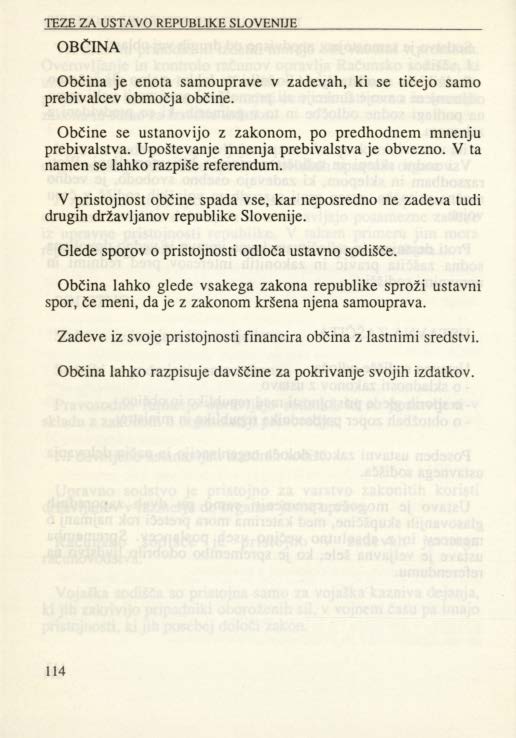 TEZE ZA USTAVO REPUBLIKE SLOVENIJE
OBČINA
Občina je enota samouprave v zadevah, ki se tičejo samo
prebivalcev območja občine.
Občine se ustanovijo z zakonom, po predhodnem mnenju
prebivalstva. Upoštevanje mnenja prebivalstva je obvezno. V ta
namen se lahko razpiše referendum.
V pristojnost občine spada vse, kar neposredno ne zadeva tudi
drugih državljanov republike Slovenije.
Glede sporov o pristojnosti odloča ustavno sodišče.
Občina lahko glede vsakega zakona republike sproži ustavni
spor, če meni, da je z zakonom kršena njena samouprava.
Zadeve iz svoje pristojnosti financira občina z lastnimi sredstvi.
Občina lahko razpisuje davščine za pokrivanje svojih izdatkov.
114